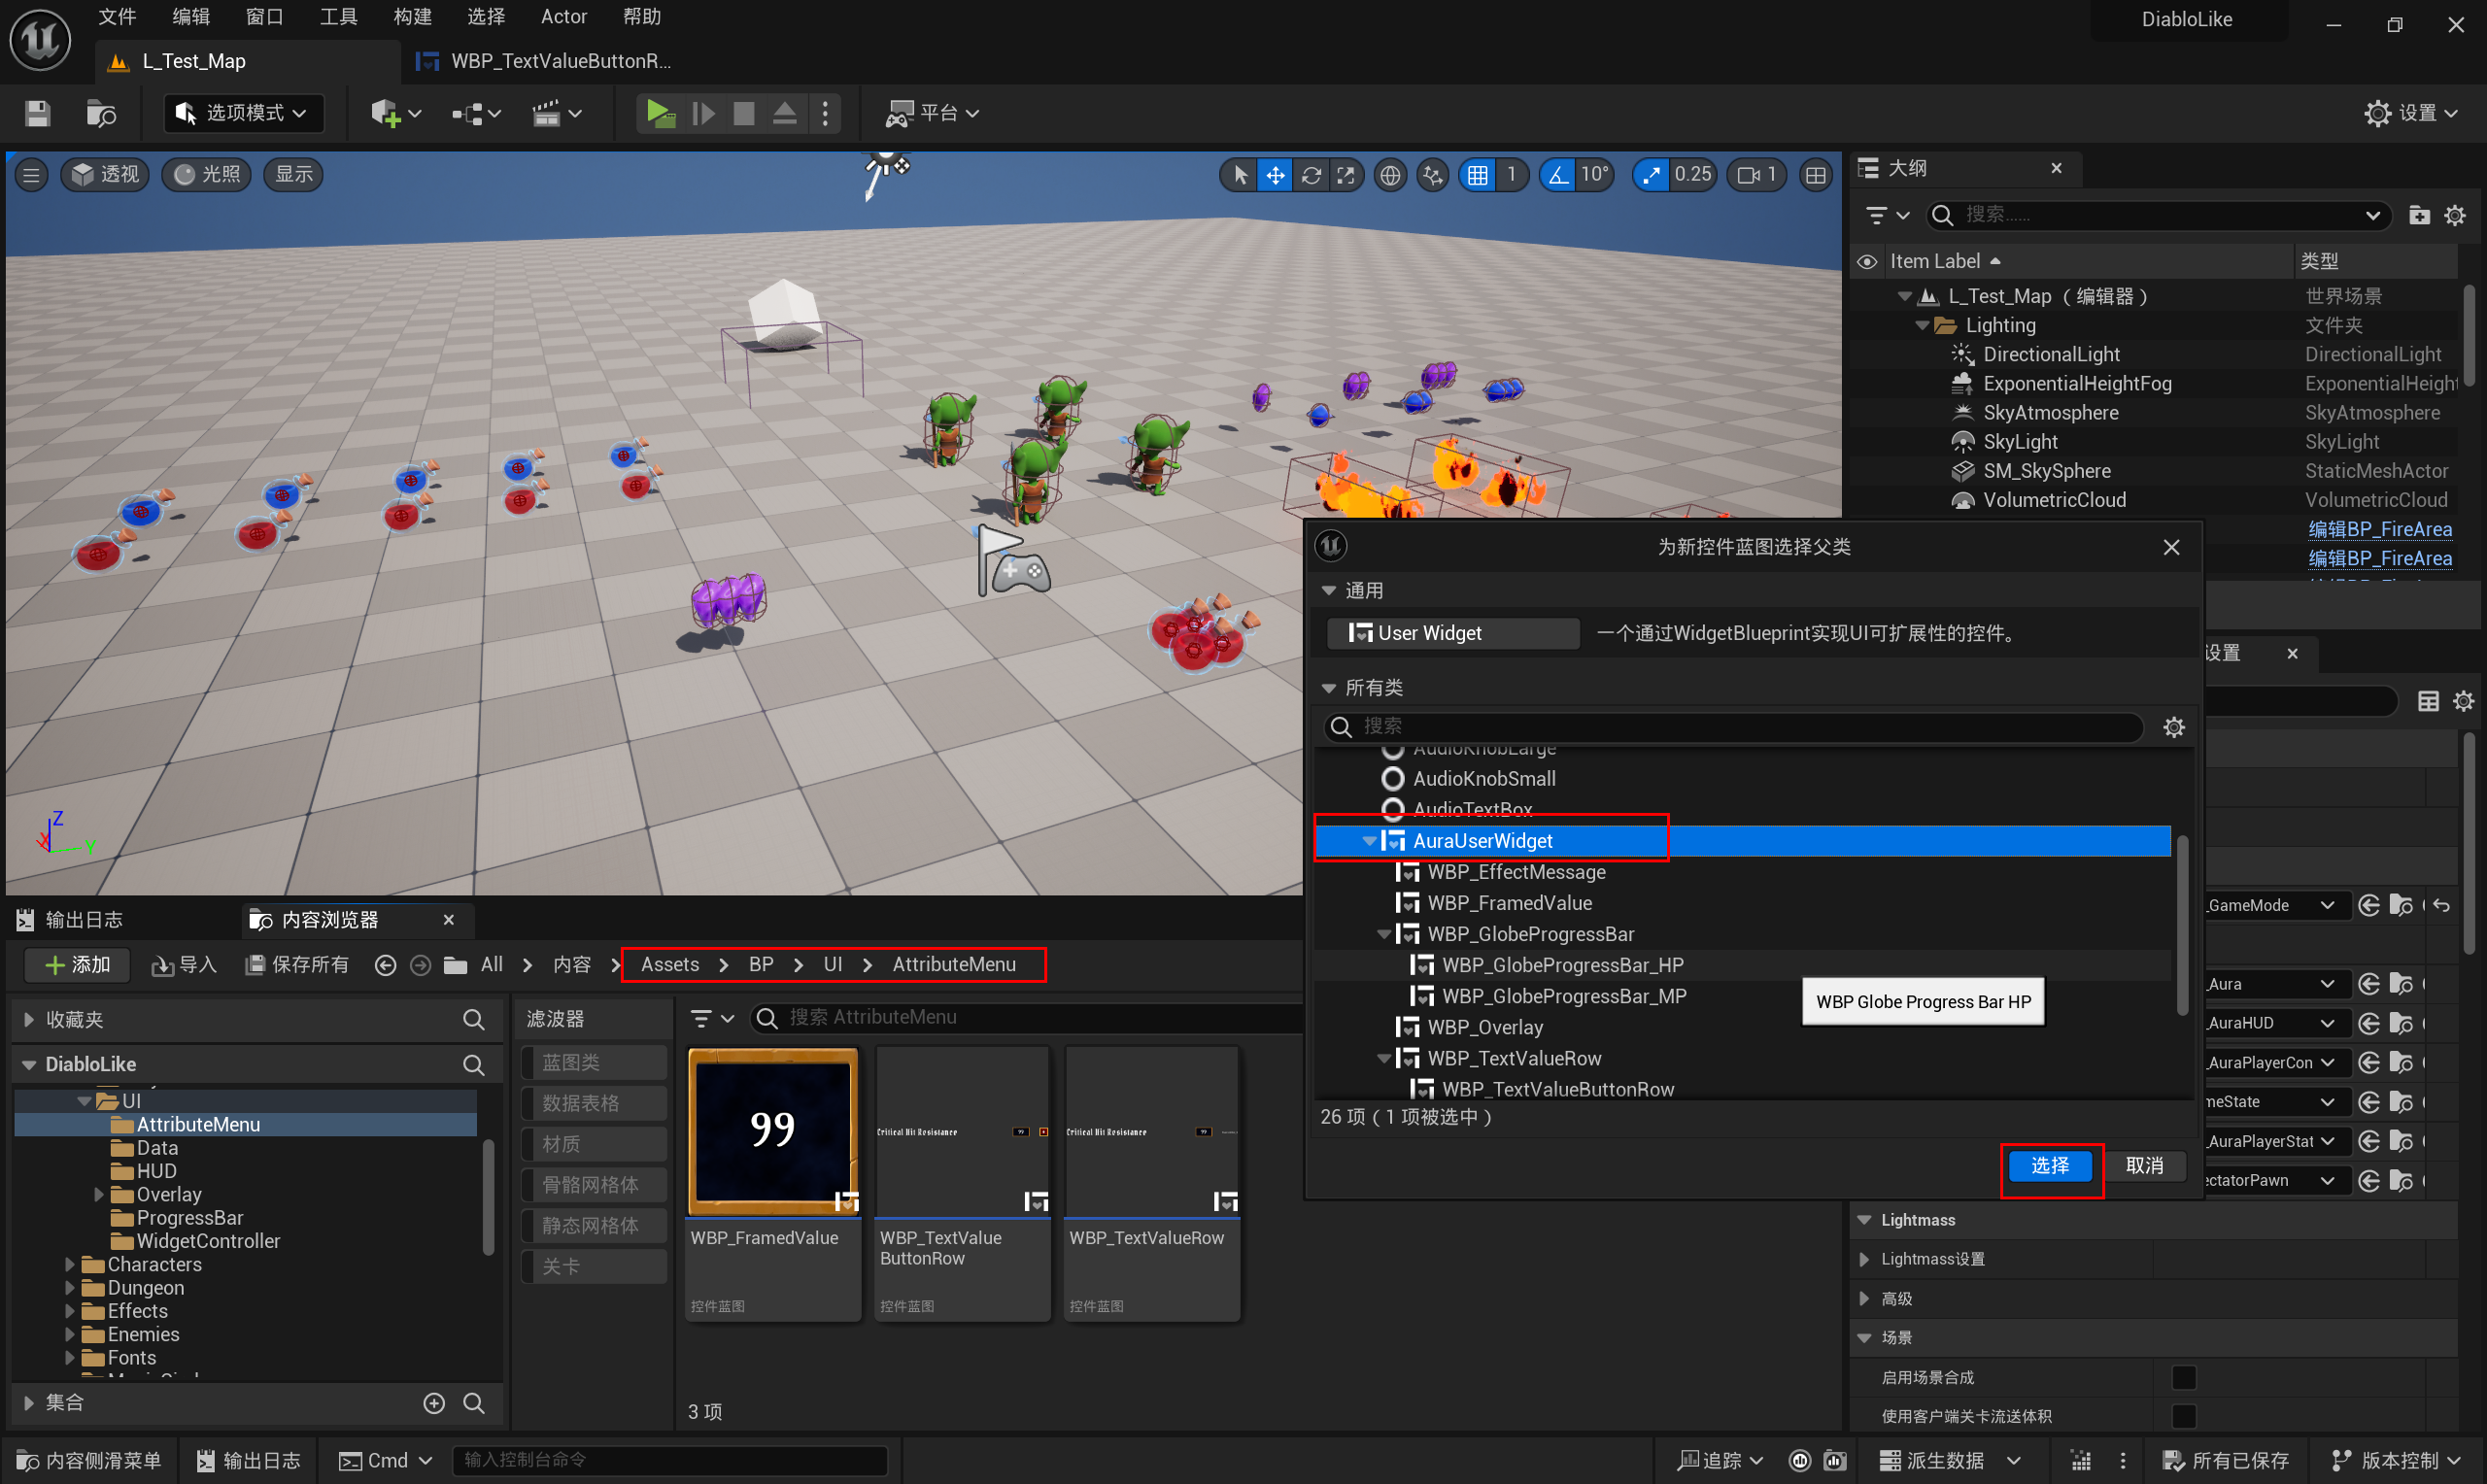 文件 编辑 窗口 工具 构建 选择 Actor 帮助
DiabloLike
L_Test_Map
WBP_TextValueButtonR...
选项模式
平台
设置
透视
光照
显示
1
10°
0.25
1
大纲
搜索......
Item Label
类型
L_Test_Map （编辑器）
世界场景
Lighting
文件夹
DirectionalLight
DirectionalLight
ExponentialHeightFog
ExponentialHeight
SkyAtmosphere
SkyAtmosphere
SkyLight
SkyLight
SM_SkySphere
StaticMeshActor
VolumetricCloud
VolumetricCloud
编辑BP_FireArea
编辑BP_FireArea
为新控件蓝图选择父类
通用
User Widget
一个通过WidgetBlueprint实现UI可扩展性的控件。
所有类
搜索
AudioKnobLarge
AudioKnobSmall
AudioTextBox
AuraUserWidget
WBP_EffectMessage
WBP_FramedValue
WBP_GlobeProgressBar
WBP_GlobeProgressBar_HP
WBP_GlobeProgressBar_MP
WBP_Overlay
WBP_TextValueRow
WBP_TextValueButtonRow
WBP Globe Progress Bar HP
26 项（1 项被选中）
选择
取消
设置
_GameMode
_Aura
_AuraHUD
_AuraPlayerCon
meState
_AuraPlayerStat
ectatorPawn
Lightmass
Lightmass设置
高级
场景
启用场景合成
使用客户端关卡流送体积
Z
X
Y
输出日志
内容浏览器
添加
导入
保存所有
All
内容
Assets
BP
UI
AttributeMenu
收藏夹
DiabloLike
UI
AttributeMenu
Data
HUD
Overlay
ProgressBar
WidgetController
Characters
Dungeon
Effects
Enemies
Fonts
集合
滤波器
蓝图类
数据表格
材质
骨骼网格体
静态网格体
关卡
搜索 AttributeMenu
99
Critical Hit Resistance
99
Critical Hit Resistance
99
WBP_FramedValue
控件蓝图
WBP_TextValue
ButtonRow
控件蓝图
WBP_TextValueRow
控件蓝图
3 项
内容侧滑菜单
输出日志
Cmd
输入控制台命令
追踪
派生数据
所有已保存
版本控制